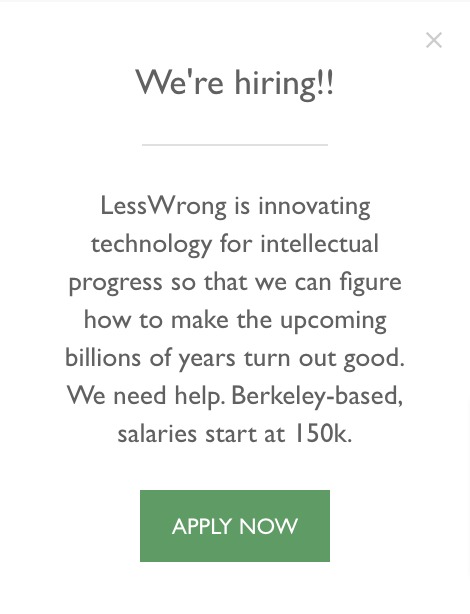 We're hiring!!
LessWrong is innovating
technology for intellectual
progress so that we can figure
how to make the upcoming
billions of years turn out good.
We need help. Berkeley-based,
salaries start at 150k.
APPLY NOW